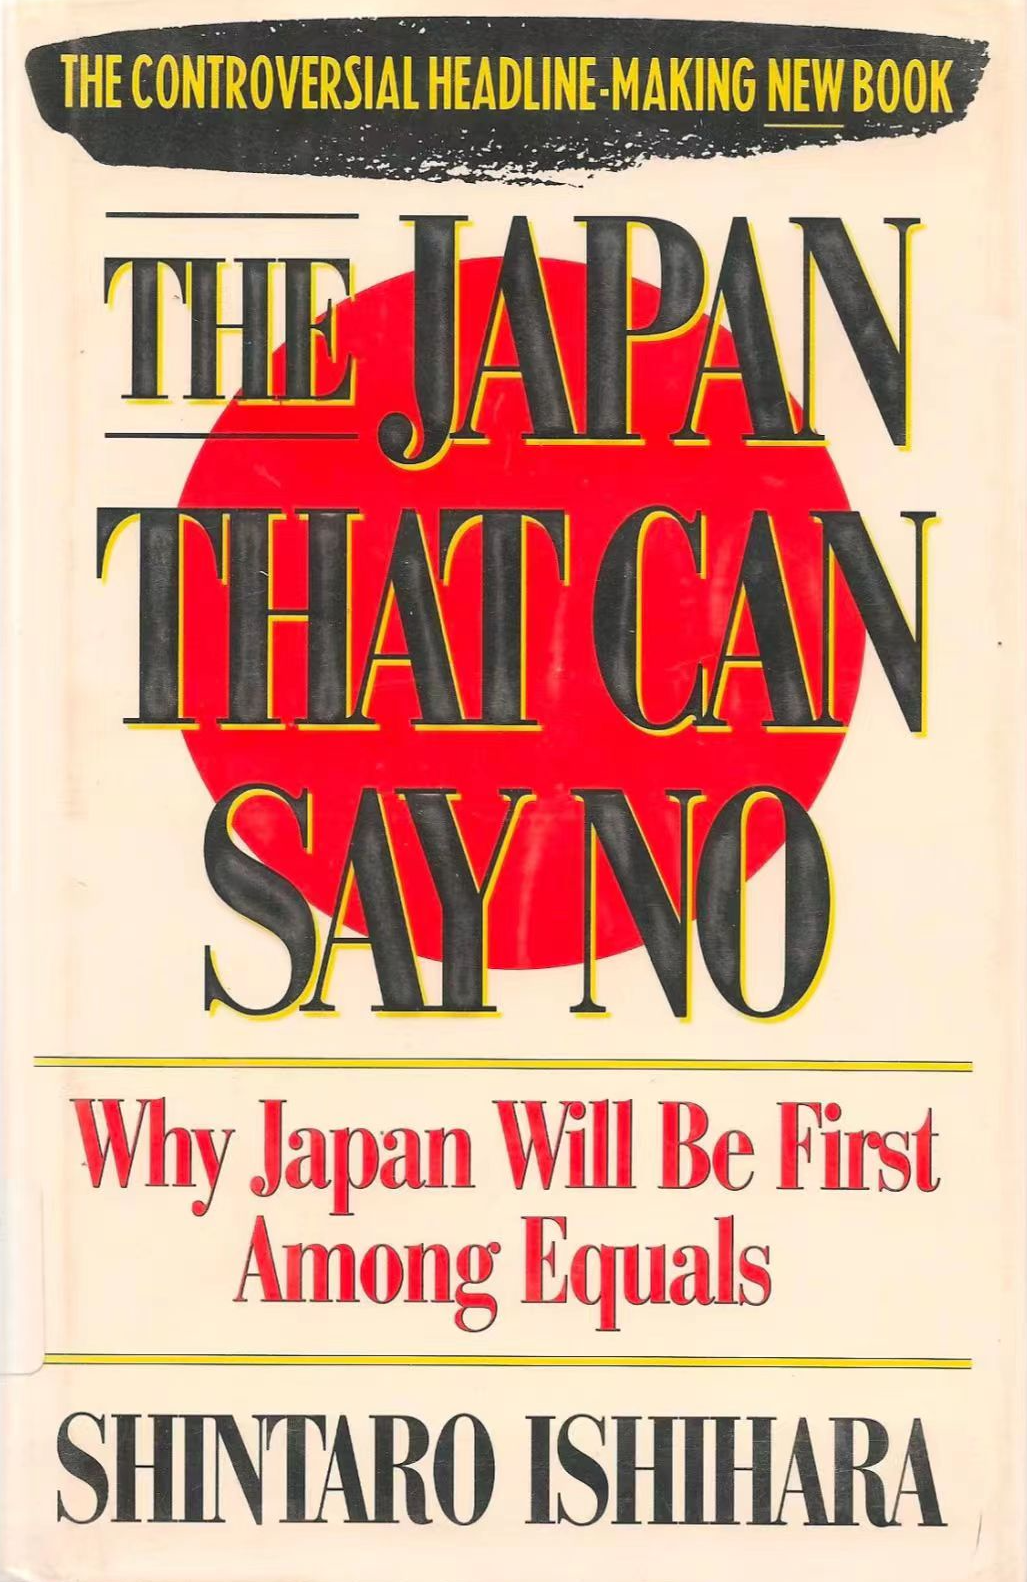 THE CONTROVERSIAL HEADLINE-MAKING NEW BOOK
THE JAPAN
THAT CAN
SAY NO
Why Japan Will Be First
Among Equals
SHINTARO ISHIHARA